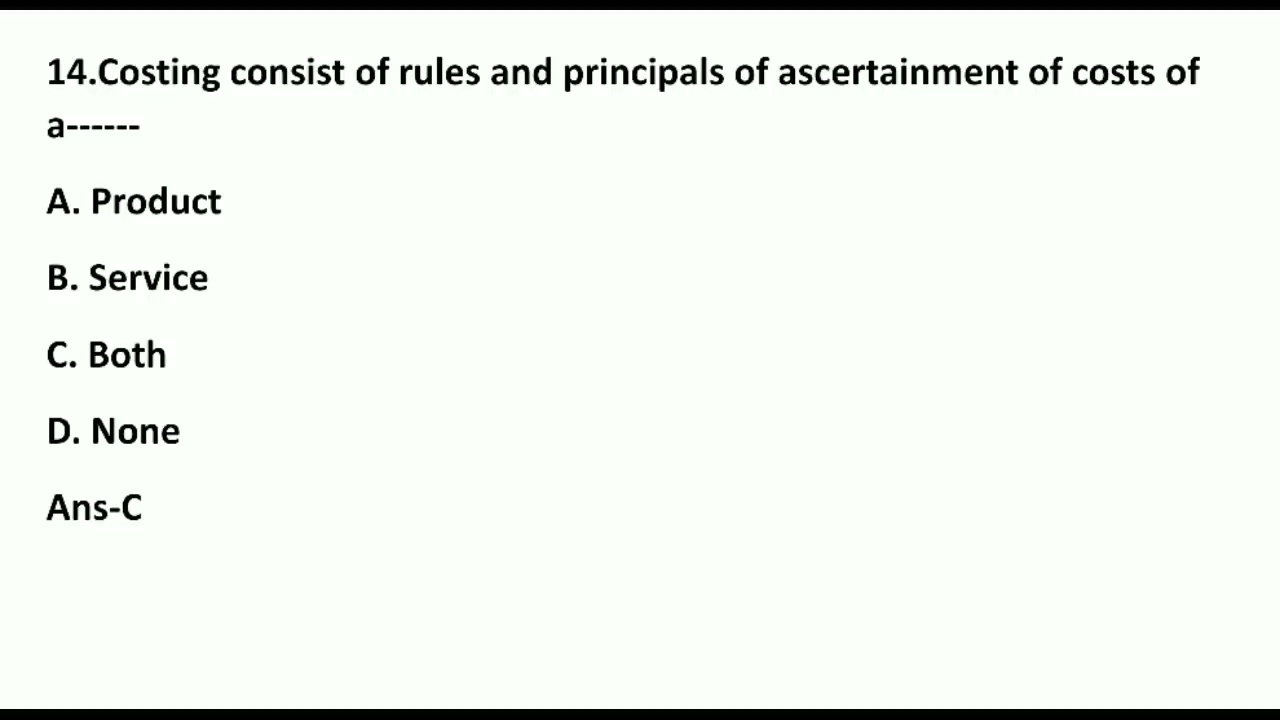 14.Costing consist of rules and principals of ascertainment of costs of
a------
A. Product
B. Service
C. Both
D. None
Ans-C